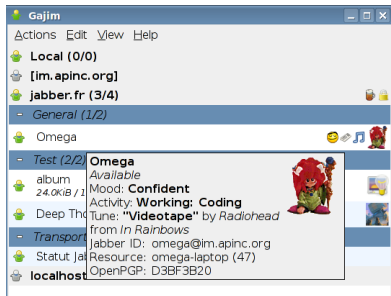 Gajim
Actions Edit View Help
Local (0/0)
[im.apinc.org]
jabber.fr (3/4)
General (1/2)
Omega
Test (2/2)
album
24.0KiB / 1
Deep Tho
Transport
Statut Jab
localhost
Omega
Available
Mood: Confident
Activity: Working: Coding
Tune: "Videotape" by Radiohead
from In Rainbows
Jabber ID: omega@im.apinc.org
Resource: omega-laptop (47)
OpenPGP: D3BF3B20